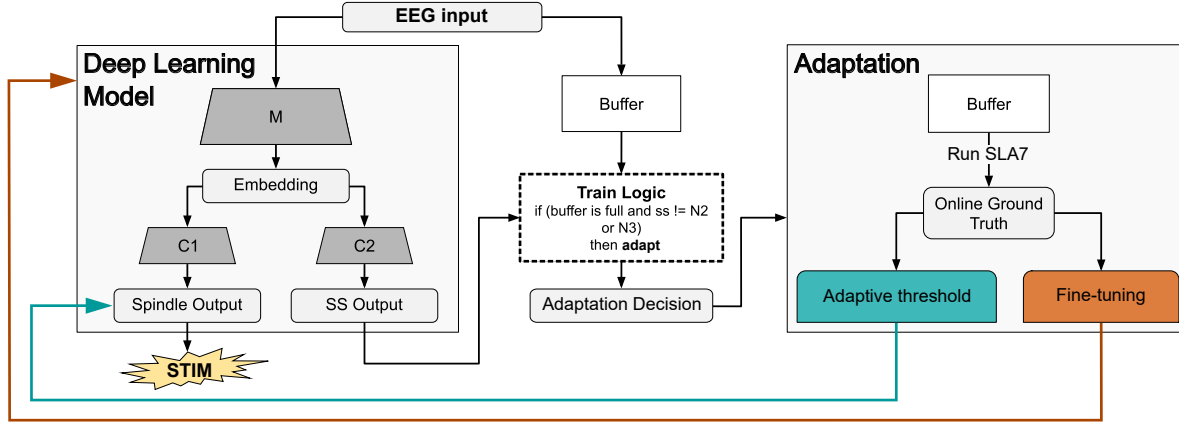 EEG input
Deep Learning
Model
M
Embedding
C1
C2
Spindle Output
SS Output
STIM
Buffer
Train Logic
if (buffer is full and ss != N2
or N3)
then adapt
Adaptation Decision
Adaptation
Buffer
Run SLA7
Online Ground
Truth
Adaptive threshold
Fine-tuning